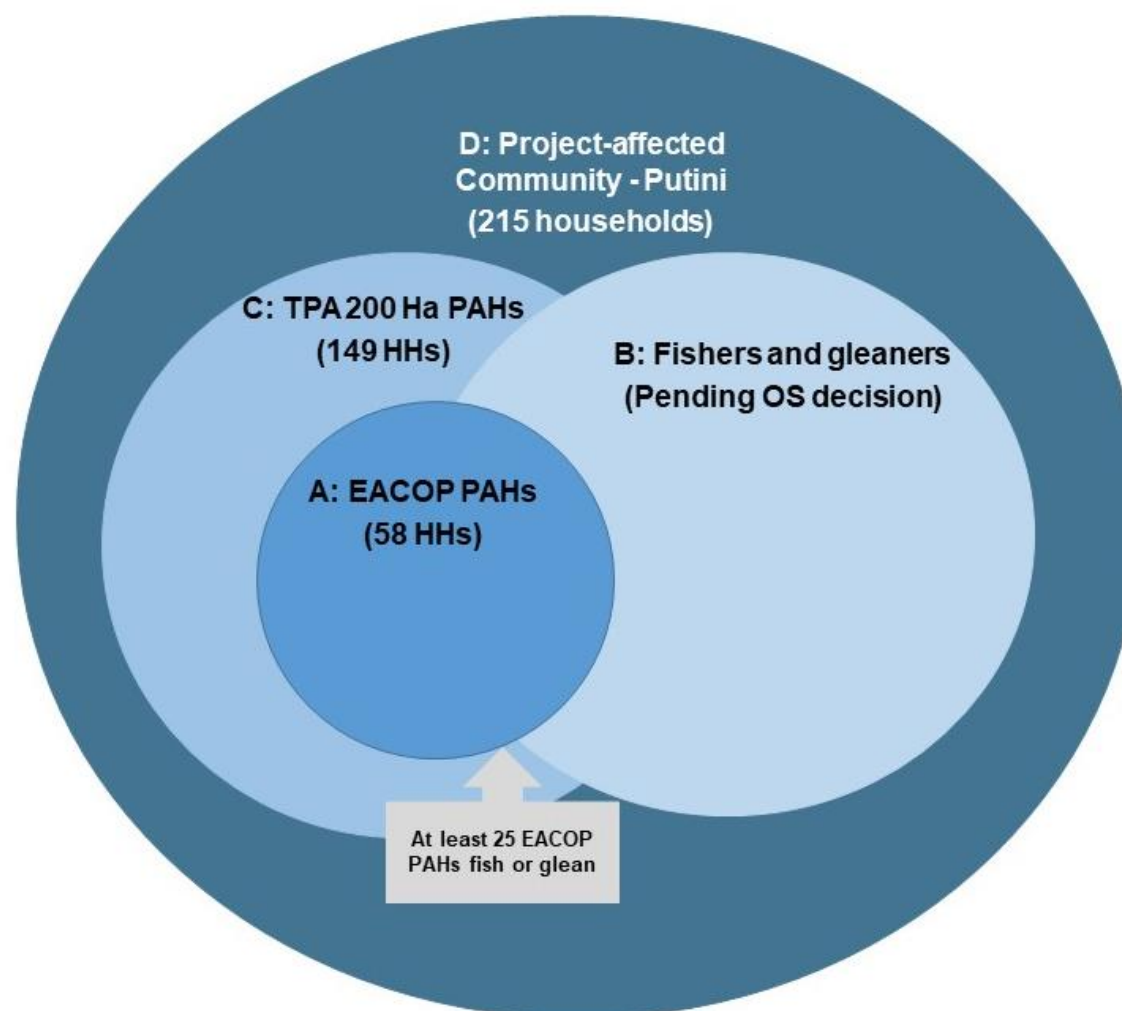 D: Project-affected
Community - Putini
(215 households)
C: TPA 200 Ha PAHs
(149 HHs)
B: Fishers and gleaners
(Pending OS decision)
A: EACOP PAHs
(58 HHs)
At least 25 EACOP
PAHs fish or glean